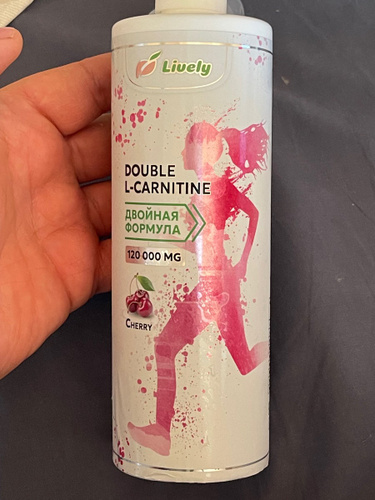 Lively
DOUBLE
L-CARNITINE
ДВОЙНАЯ
ФОРМУЛА
120 000 MG
CHERRY